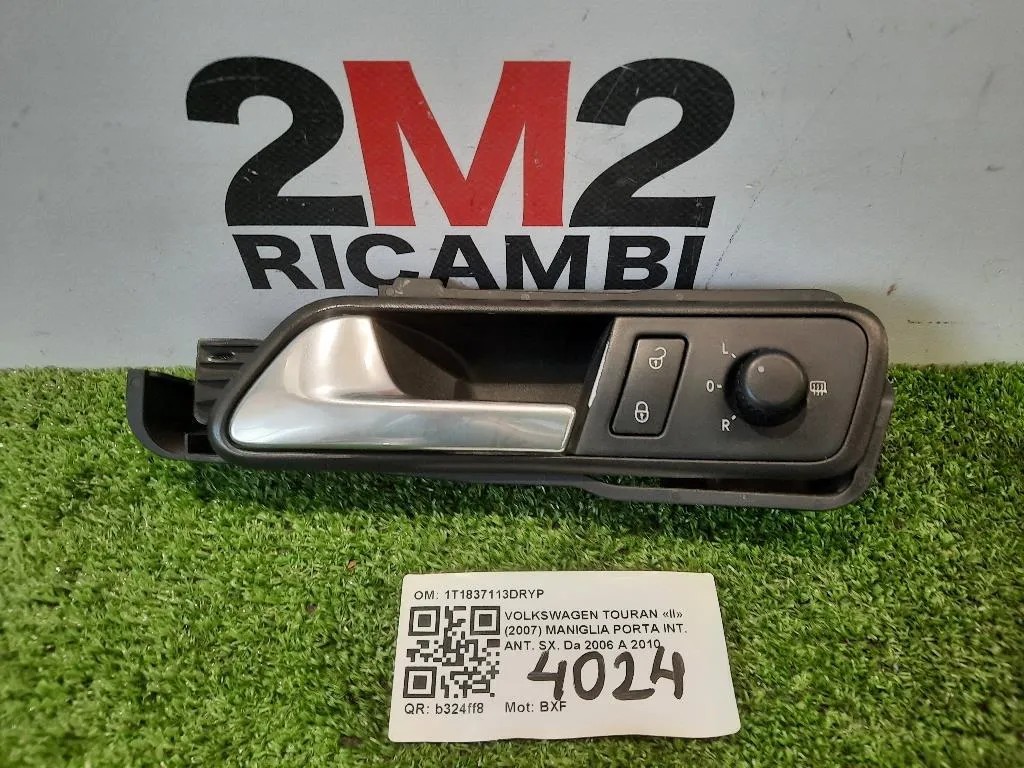 2M2
RICAMBI
L
0-
R
OM: 1T1837113DRYP
VOLKSWAGEN TOURAN «II»
(2007) MANIGLIA PORTA INT.
ANT. SX. Da 2006 A 2010
4024
QR: b324ff8 Mot: BXF